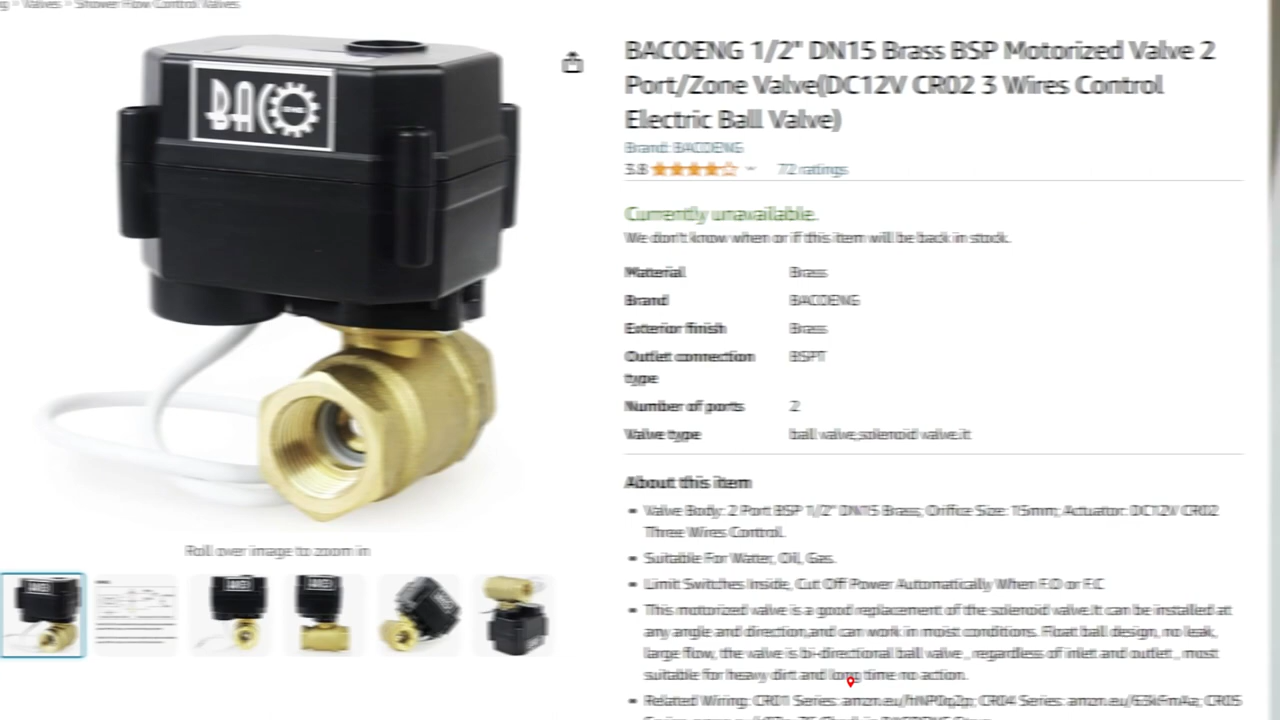 Valves › Shower Flow Control Valves
BAC
BACOENG 1/2" DN15 Brass BSP Motorized Valve 2
Port/Zone Valve(DC12V CR02 3 Wires Control
Electric Ball Valve)
Brand: BACOENG
3.8 72 ratings
Currently unavailable.
We don't know when or if this item will be back in stock.
Material Brass
Brand BACOENG
Exterior finish Brass
Outlet connection BSPT
type
Number of ports 2
Valve type ball valve,solenoid valve.it
About this item
Valve Body: 2 Port BSP 1/2" DN15 Brass; Orifice Size: 15mm; Actuator: DC12V CR02
Three Wires Control.
Suitable For Water, Oil, Gas.
Limit Switches Inside, Cut Off Power Automatically When F.O or F.C
This motorized valve is a good replacement of the solenoid valve.It can be installed at
any angle and direction,and can work in moist conditions. Float ball design, no leak,
large flow, the valve is bi-directional ball valve , regardless of inlet and outlet , most
suitable for heavy dirt and long time no action.
Related Wiring: CR01 Series: CR04 Series: CR05
Roll over image to zoom in